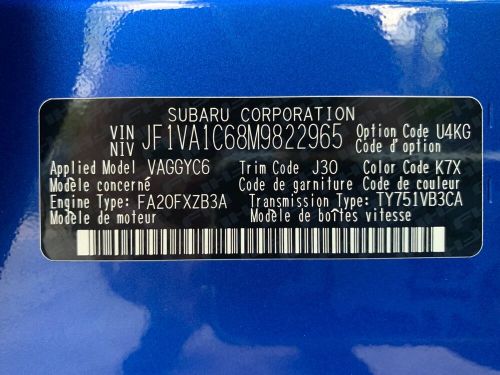 SUBARU CORPORATION
VIN NIV JF1VA1C68M9822965 Option Code U4KG
Code d'option
Applied Model VAGGYC6 Trim Code J30 Color Code K7X
Modèle concerné Code de garniture Code de couleur
Engine Type: FA20FXZB3A Transmission Type: TY751VB3CA
Modèle de moteur Modèle de boîtes vitesse